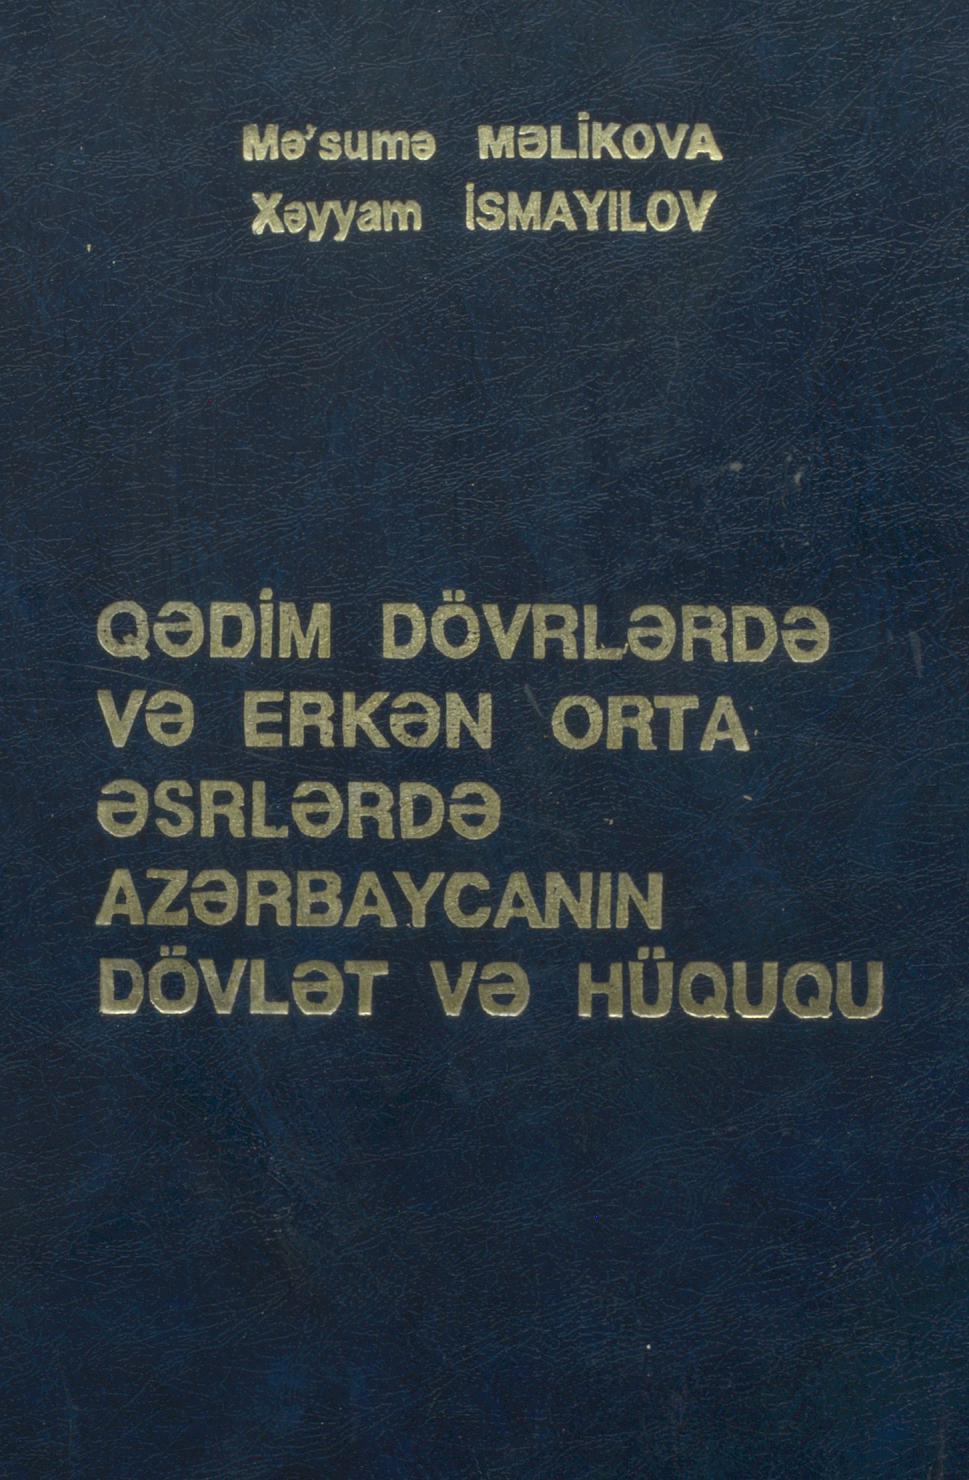 Mə'sumə MƏLİKOVA
Xəyyam İSMAYILOV
QƏDİM DÖVRLƏRDƏ
VƏ ERKƏN ORTA
ƏSRLƏRDƏ
AZƏRBAYCANIN
DÖVLƏT VƏ HÜQUQU